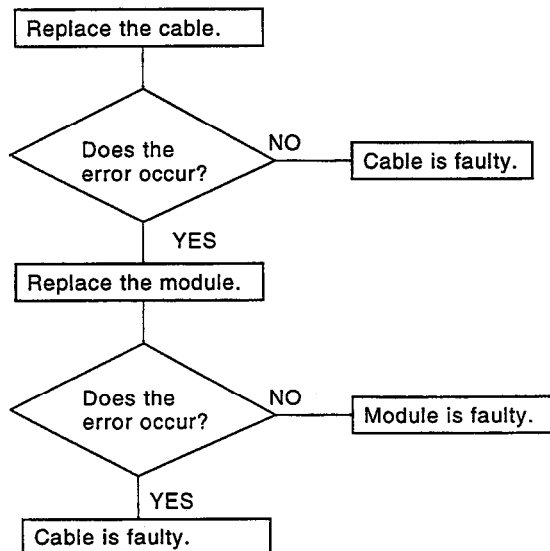 Replace the cable.
Does the
error occur?
NO
Cable is faulty.
YES
Replace the module.
Does the
error occur?
NO
Module is faulty.
YES
Cable is faulty.